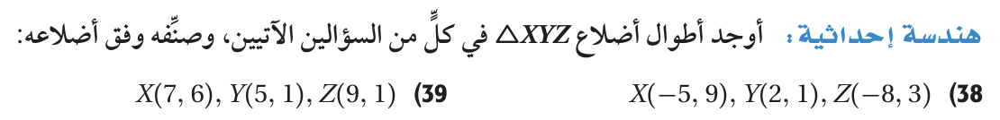 هندسة إحداثية: أوجد أطوال أضلاع △XYZ في كلٍّ من السؤالين الآتيين، وصنِّفه وفق أضلاعه:
38) X(−5, 9), Y(2, 1), Z(−8, 3)
39) X(7, 6), Y(5, 1), Z(9, 1)